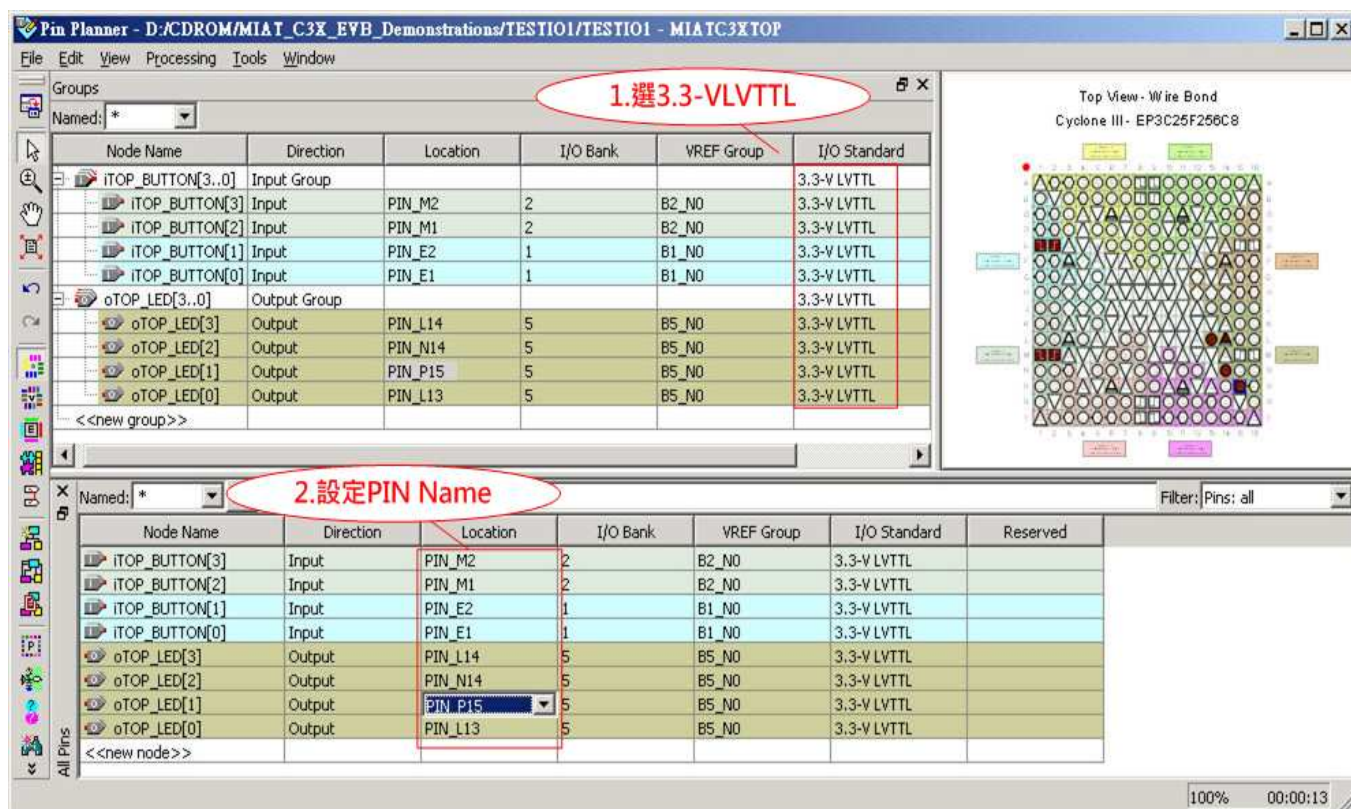 Pin Planner - D:/CDROM/MIAT_C3X_EVB_Demonstrations/TESTIO1/TESTIO1 - MIATC3XTOP
File Edit View Processing Tools Window
Groups
Named: *
1.選3.3-VLVTTL
Node Name Direction Location I/O Bank VREF Group I/O Standard
iTOP_BUTTON[3..0] Input Group 3.3-V LVTTL
iTOP_BUTTON[3] Input PIN_M2 2 B2_N0 3.3-V LVTTL
iTOP_BUTTON[2] Input PIN_M1 2 B2_N0 3.3-V LVTTL
iTOP_BUTTON[1] Input PIN_E2 1 B1_N0 3.3-V LVTTL
iTOP_BUTTON[0] Input PIN_E1 1 B1_N0 3.3-V LVTTL
oTOP_LED[3..0] Output Group 3.3-V LVTTL
oTOP_LED[3] Output PIN_L14 5 B5_N0 3.3-V LVTTL
oTOP_LED[2] Output PIN_N14 5 B5_N0 3.3-V LVTTL
oTOP_LED[1] Output PIN_P15 5 B5_N0 3.3-V LVTTL
oTOP_LED[0] Output PIN_L13 5 B5_N0 3.3-V LVTTL
<<new group>>
Top View - Wire Bond
Cyclone III - EP3C25F256C8
Named: *
2.設定PIN Name
Filter: Pins: all
Node Name Direction Location I/O Bank VREF Group I/O Standard Reserved
iTOP_BUTTON[3] Input PIN_M2 2 B2_N0 3.3-V LVTTL
iTOP_BUTTON[2] Input PIN_M1 2 B2_N0 3.3-V LVTTL
iTOP_BUTTON[1] Input PIN_E2 1 B1_N0 3.3-V LVTTL
iTOP_BUTTON[0] Input PIN_E1 1 B1_N0 3.3-V LVTTL
oTOP_LED[3] Output PIN_L14 5 B5_N0 3.3-V LVTTL
oTOP_LED[2] Output PIN_N14 5 B5_N0 3.3-V LVTTL
oTOP_LED[1] Output PIN_P15 5 B5_N0 3.3-V LVTTL
oTOP_LED[0] Output PIN_L13 5 B5_N0 3.3-V LVTTL
<<new node>>
All Pins
100% 00:00:13